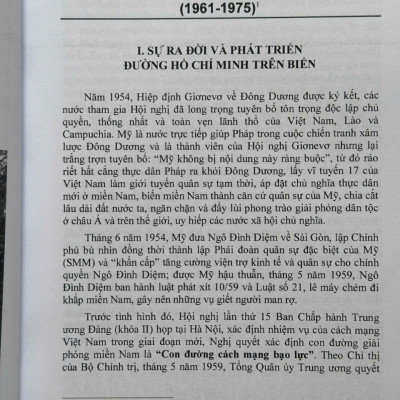 (1961-1975)¹
I. SỰ RA ĐỜI VÀ PHÁT TRIỂN
ĐƯỜNG HỒ CHÍ MINH TRÊN BIỂN
Năm 1954, Hiệp định Giơnevơ về Đông Dương được ký kết, các
nước tham gia Hội nghị đã long trọng tuyên bố tôn trọng độc lập chủ
quyền, thống nhất và toàn vẹn lãnh thổ của Việt Nam, Lào và
Campuchia. Mỹ là nước trực tiếp giúp Pháp trong cuộc chiến tranh xâm
lược Đông Dương và là thành viên của Hội nghị Giơnevơ nhưng lại
trắng trợn tuyên bố: “Mỹ không bị nội dung này ràng buộc”, từ đó ráo
riết hất cẳng thực dân Pháp ra khỏi Đông Dương, lấy vĩ tuyến 17 của
Việt Nam làm giới tuyến quân sự tạm thời, áp đặt chủ nghĩa thực dân
mới ở miền Nam, biến miền Nam thành căn cứ quân sự của Mỹ, chia cắt
lâu dài đất nước ta, ngăn chặn và đẩy lùi phong trào giải phóng dân tộc
ở châu Á và trên thế giới, uy hiếp các nước xã hội chủ nghĩa.
Tháng 6 năm 1954, Mỹ đưa Ngô Đình Diệm về Sài Gòn, lập Chính
phủ bù nhìn đồng thời thành lập Phái đoàn quân sự đặc biệt của Mỹ
(SMM) và “khẩn cấp” tăng cường viện trợ kinh tế và quân sự cho chính
quyền Ngô Đình Diệm; được Mỹ hậu thuẫn, tháng 5 năm 1959, Ngô
Đình Diệm ban hành luật phát xít 10/59 và Luật số 21, lê máy chém đi
khắp miền Nam, gây nên những vụ giết người man rợ.
Trước tình hình đó, Hội nghị lần thứ 15 Ban Chấp hành Trung
ương Đảng (khóa II) họp tại Hà Nội, xác định nhiệm vụ của cách mạng
Việt Nam trong giai đoạn mới, Nghị quyết xác định con đường giải
phóng miền Nam là “Con đường cách mạng bạo lực”. Theo Chỉ thị
của Bộ Chính trị, tháng 5 năm 1959, Tổng Quân ủy Trung ương quyết